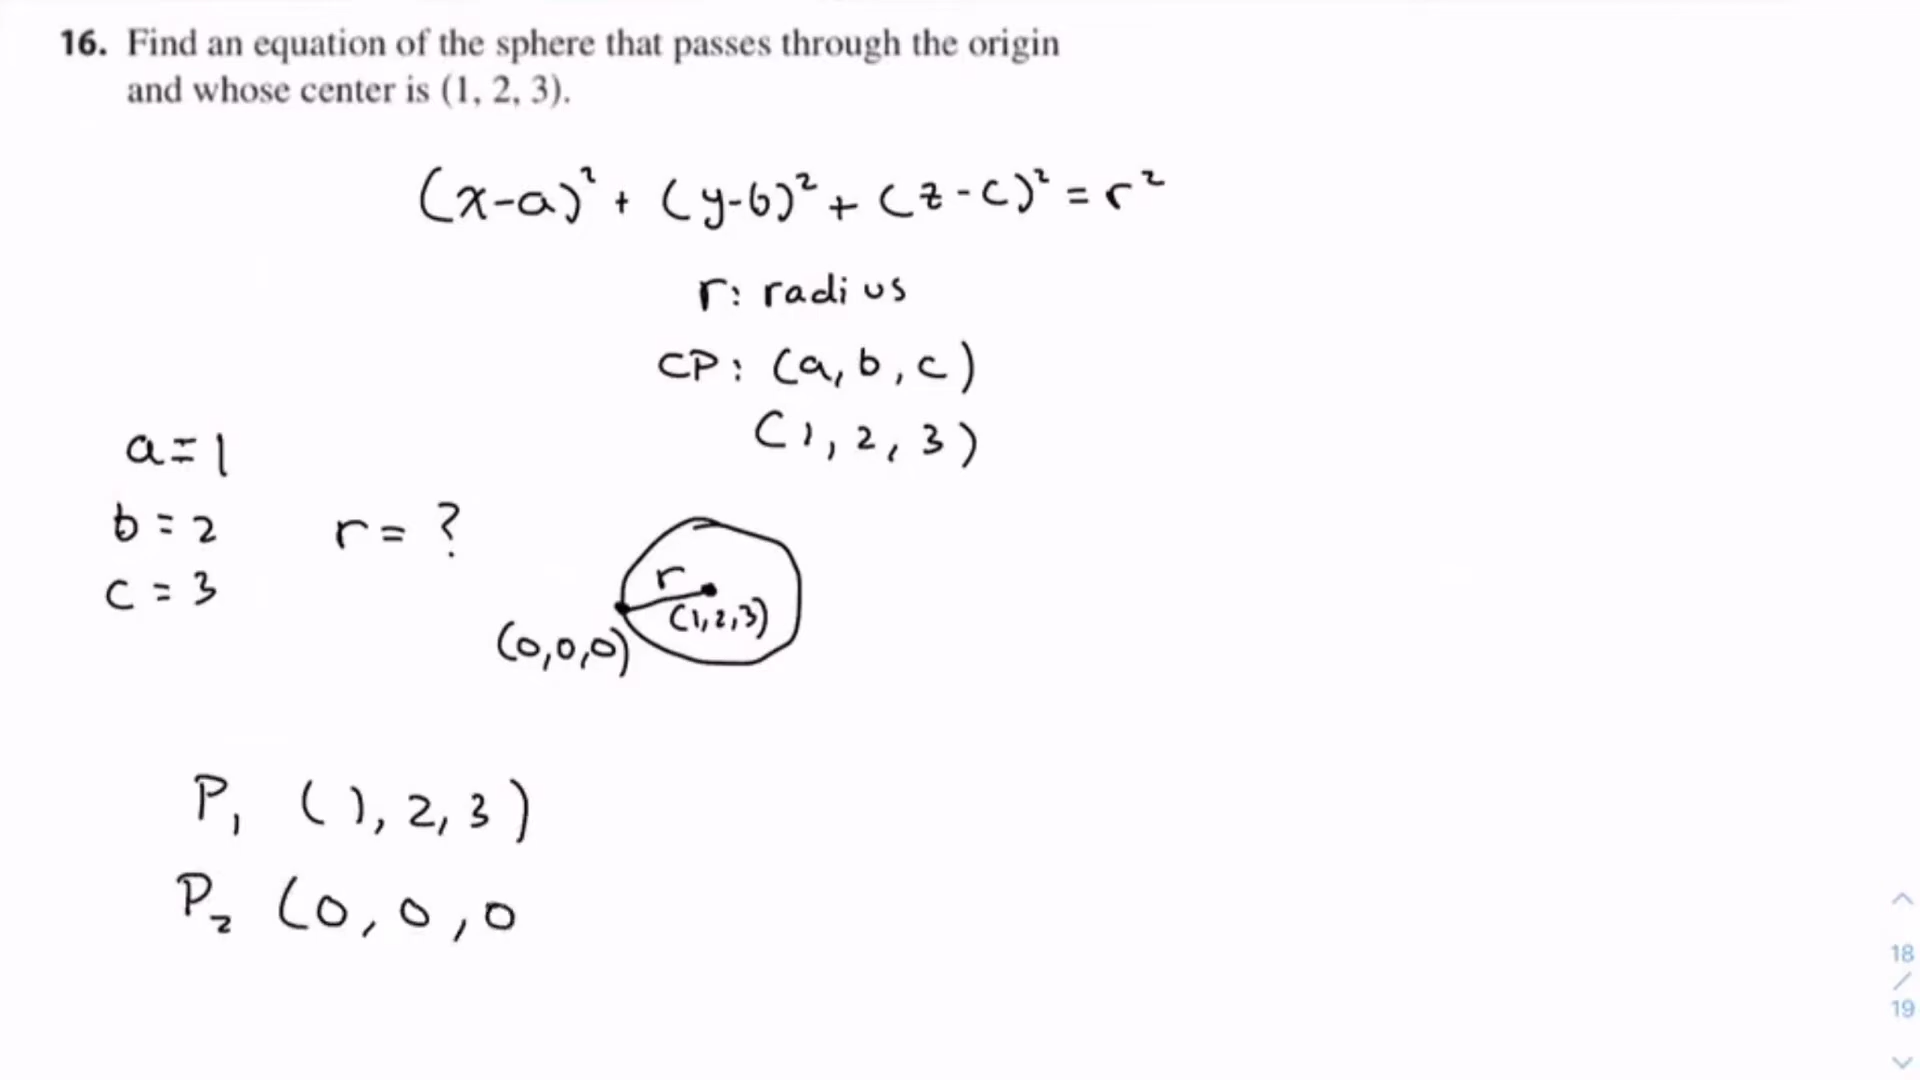 16. Find an equation of the sphere that passes through the origin
and whose center is (1, 2, 3).
(x-a)² + (y-b)² + (z-c)² = r²
r: radius
CP: (a, b, c)
(1, 2, 3)
a=1
b=2
c=3
r= ?
r
(1,2,3)
(0,0,0)
P₁ (1, 2, 3)
P₂ (0, 0, 0
18
/
19